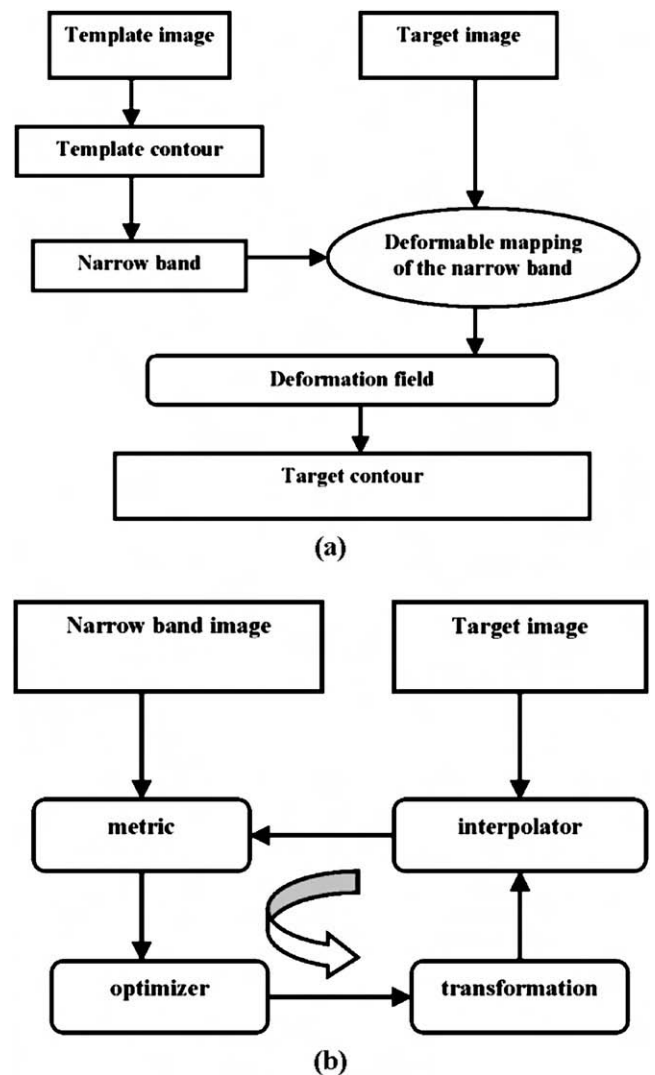 Template image
Target image
Template contour
Narrow band
Deformable mapping
of the narrow band
Deformation field
Target contour
(a)
Narrow band image
Target image
metric
interpolator
optimizer
transformation
(b)